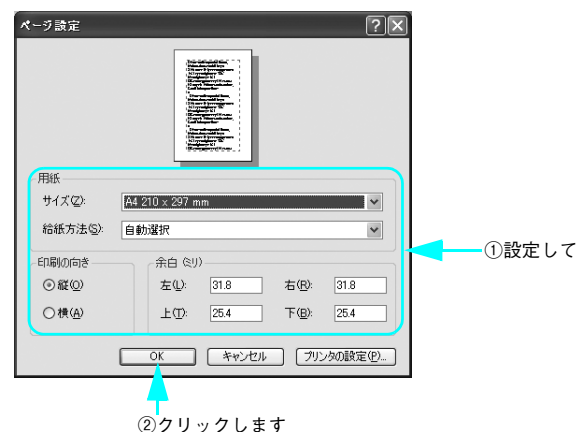 ページ設定
用紙
サイズ(Z): A4 210 x 297 mm
給紙方法(S): 自動選択
①設定して
印刷の向き
縦(O)
横(A)
余白 (ミリ)
左(L): 31.8 右(R): 31.8
上(T): 25.4 下(B): 25.4
OK キャンセル プリンタの設定(P)...
②クリックします